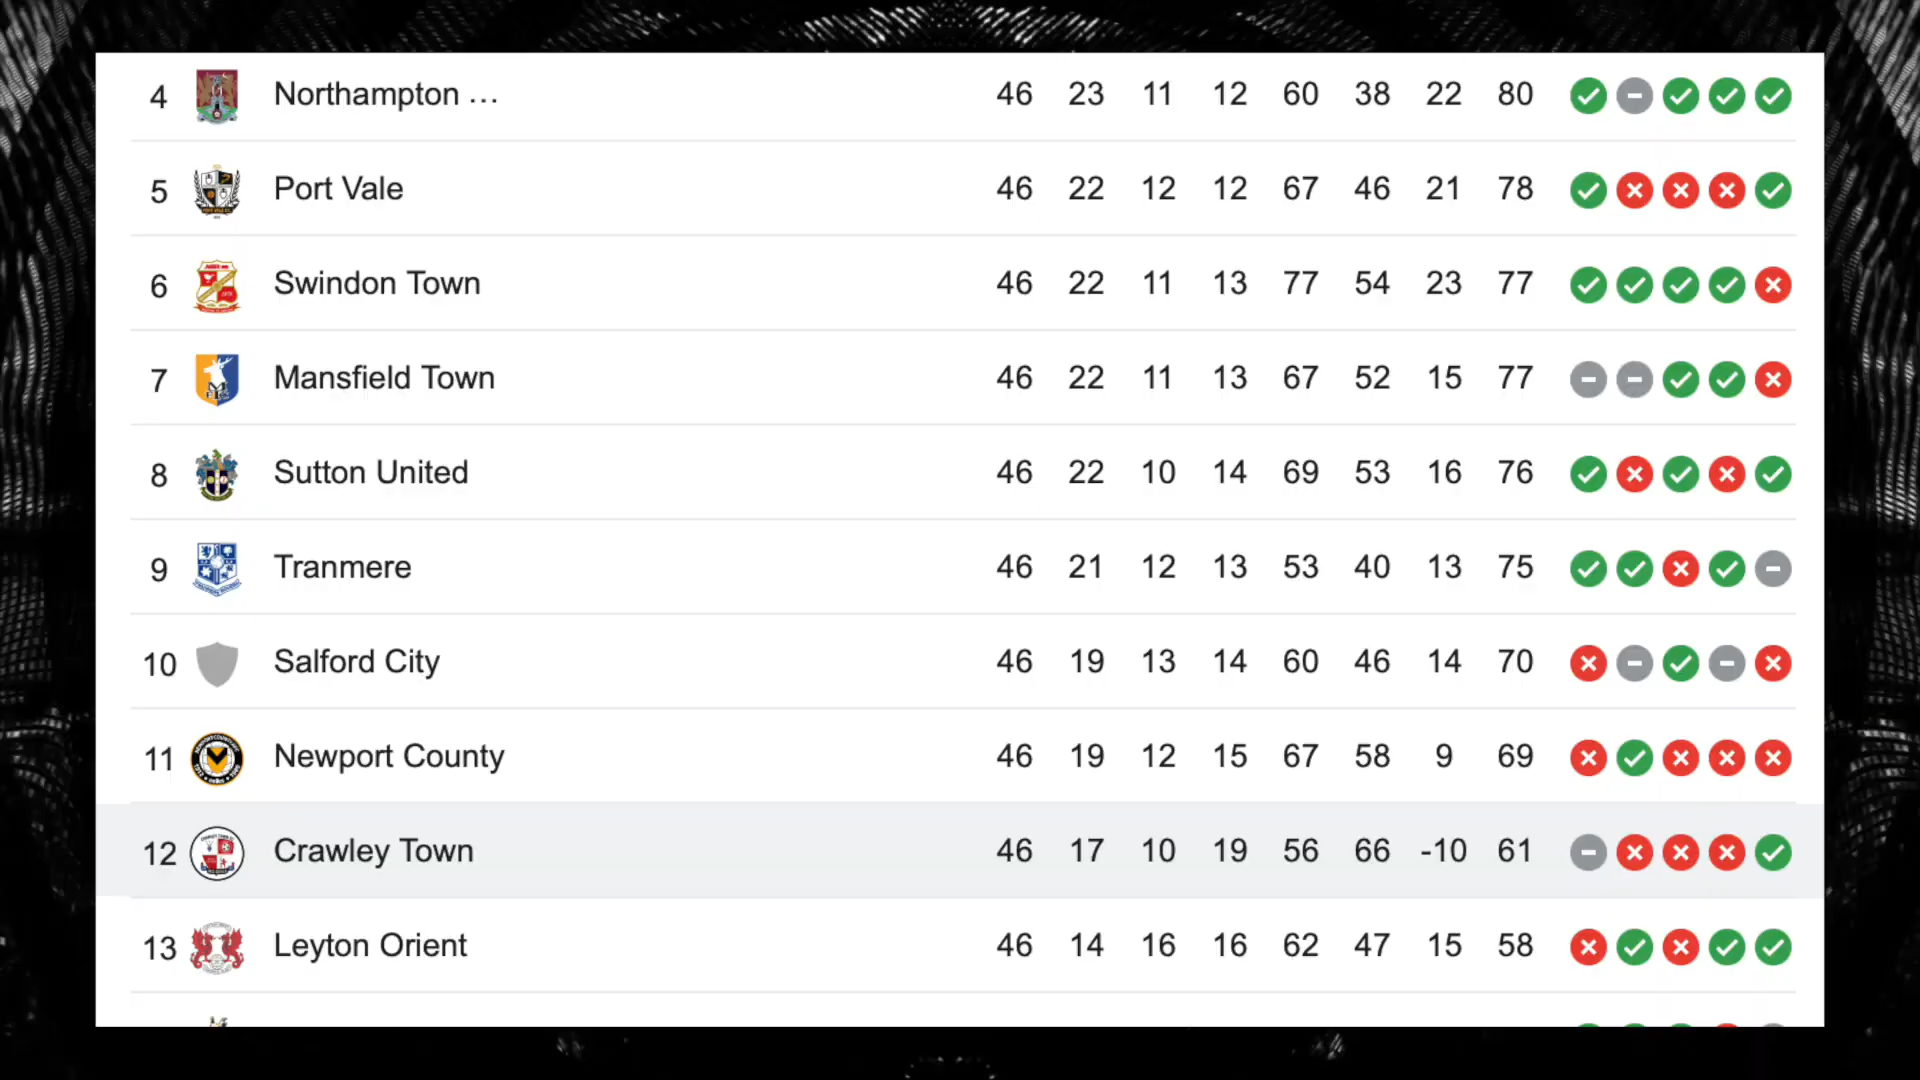 4 Northampton ... 46 23 11 12 60 38 22 80
5 Port Vale 46 22 12 12 67 46 21 78
6 Swindon Town 46 22 11 13 77 54 23 77
7 Mansfield Town 46 22 11 13 67 52 15 77
8 Sutton United 46 22 10 14 69 53 16 76
9 Tranmere 46 21 12 13 53 40 13 75
10 Salford City 46 19 13 14 60 46 14 70
11 Newport County 46 19 12 15 67 58 9 69
12 Crawley Town 46 17 10 19 56 66 -10 61
13 Leyton Orient 46 14 16 16 62 47 15 58